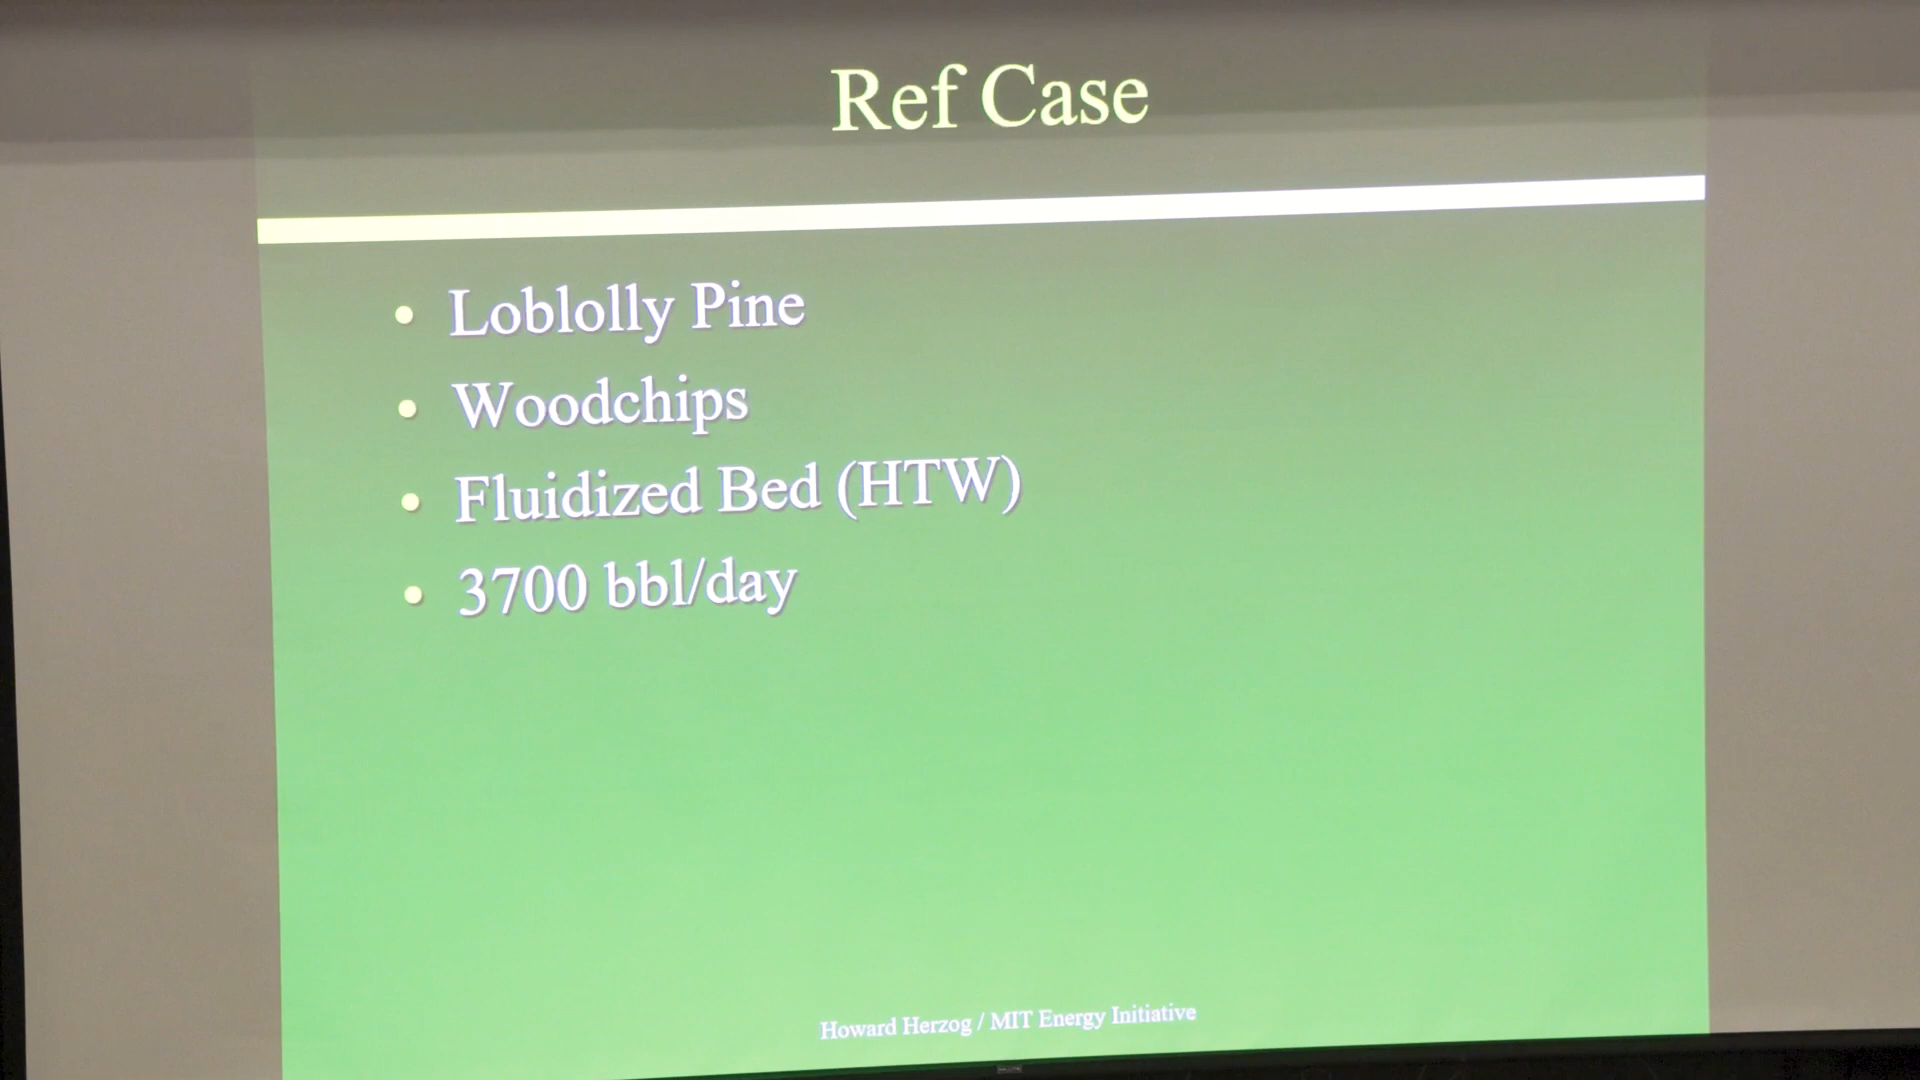 Ref Case
• Loblolly Pine
• Woodchips
• Fluidized Bed (HTW)
• 3700 bbl/day
Howard Herzog / MIT Energy Initiative